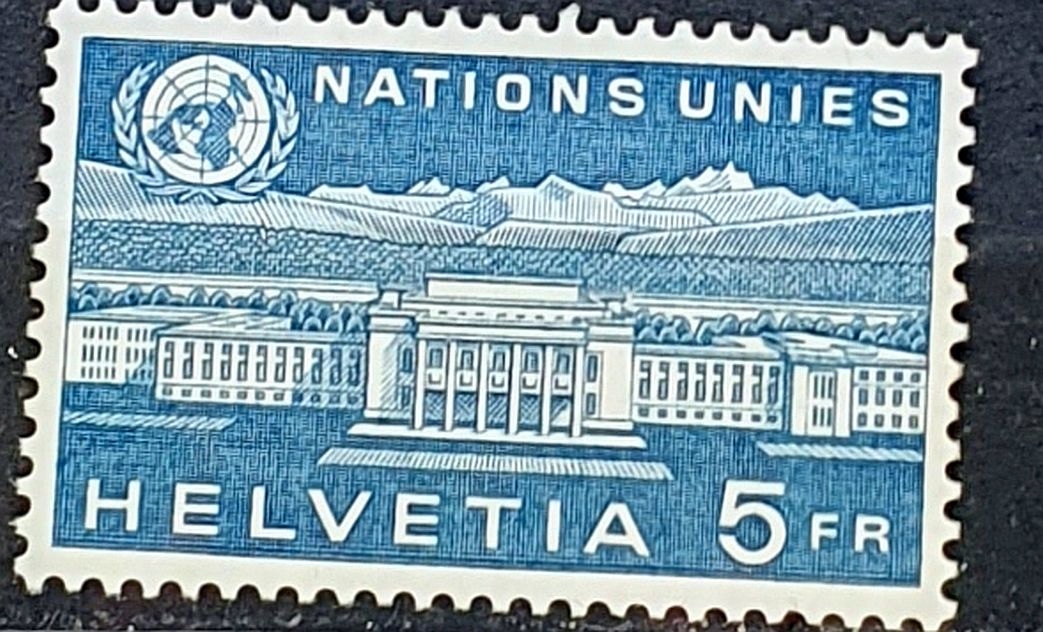 NATIONS UNIES
HELVETIA 5 FR